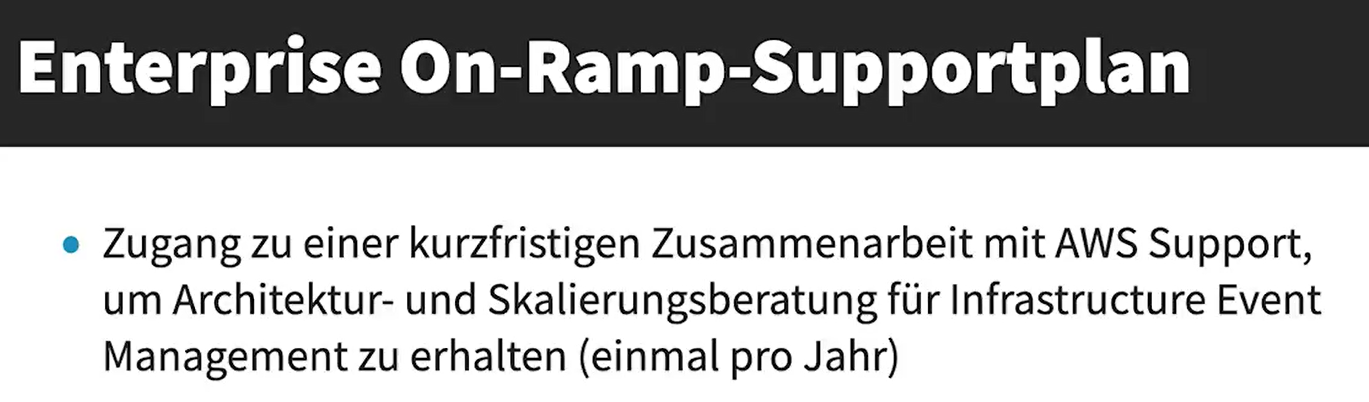 Enterprise On-Ramp-Supportplan
• Zugang zu einer kurzfristigen Zusammenarbeit mit AWS Support,
um Architektur- und Skalierungsberatung für Infrastructure Event
Management zu erhalten (einmal pro Jahr)